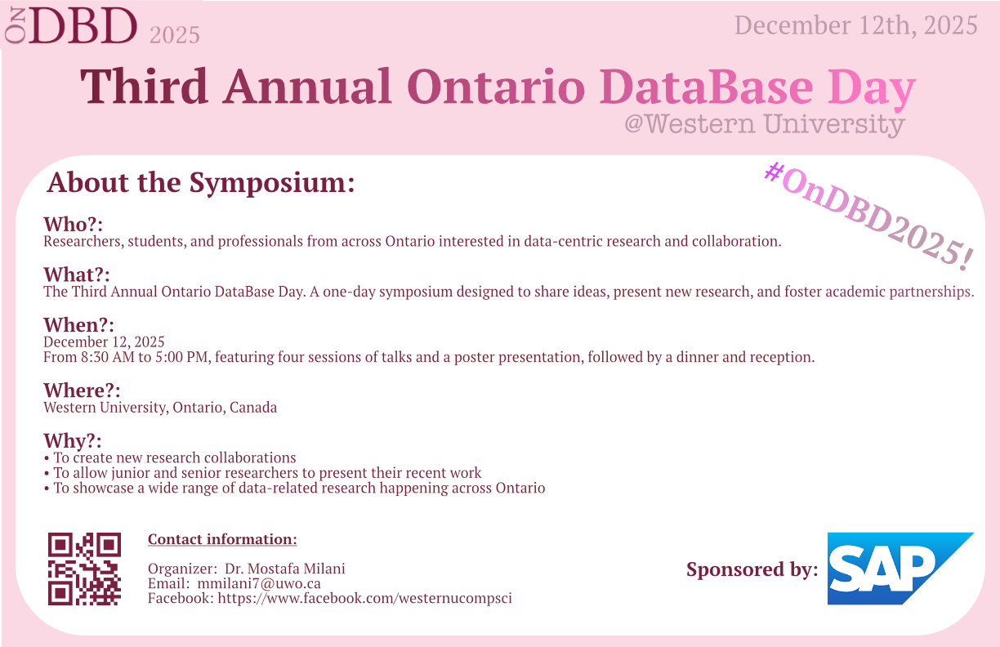 ON DBD 2025
December 12th, 2025
Third Annual Ontario DataBase Day
@Western University
About the Symposium:
#OnDBD2025!
Who?:
Researchers, students, and professionals from across Ontario interested in data-centric research and collaboration.
What?:
The Third Annual Ontario DataBase Day. A one-day symposium designed to share ideas, present new research, and foster academic partnerships.
When?:
December 12, 2025
From 8:30 AM to 5:00 PM, featuring four sessions of talks and a poster presentation, followed by a dinner and reception.
Where?:
Western University, Ontario, Canada
Why?:
• To create new research collaborations
• To allow junior and senior researchers to present their recent work
• To showcase a wide range of data-related research happening across Ontario
Contact information:
Organizer: Dr. Mostafa Milani
Email: mmilani7@uwo.ca
Facebook: https://www.facebook.com/westernucompsci
Sponsored by:
SAP